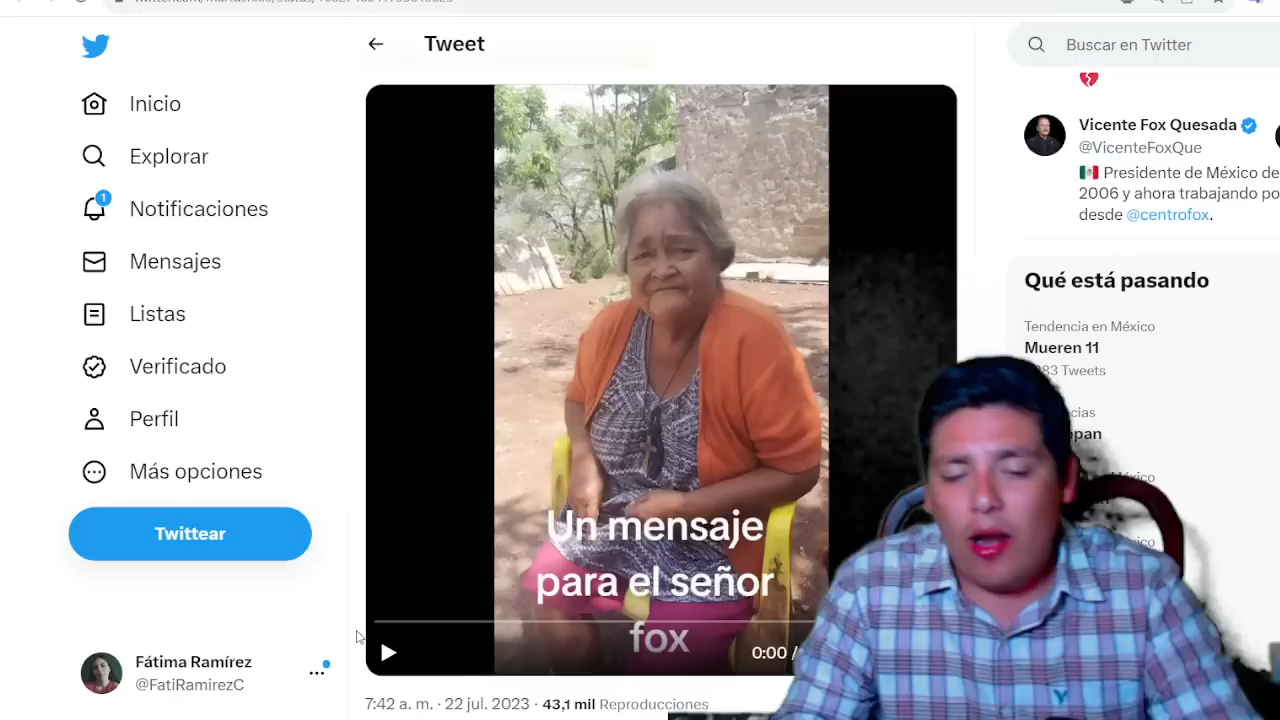 Tweet
Buscar en Twitter
Inicio
Explorar
1
Notificaciones
Mensajes
Listas
Verificado
Perfil
Más opciones
Twittear
Fátima Ramírez
@FatiRamirezC
Un mensaje
para el señor
fox
0:00 /
7:42 a. m. · 22 jul. 2023 · 43,1 mil Reproducciones
Vicente Fox Quesada
@VicenteFoxQue
Presidente de México de
2006 y ahora trabajando po
desde @centrofox.
Qué está pasando
Tendencia en México
Mueren 11
Tweets